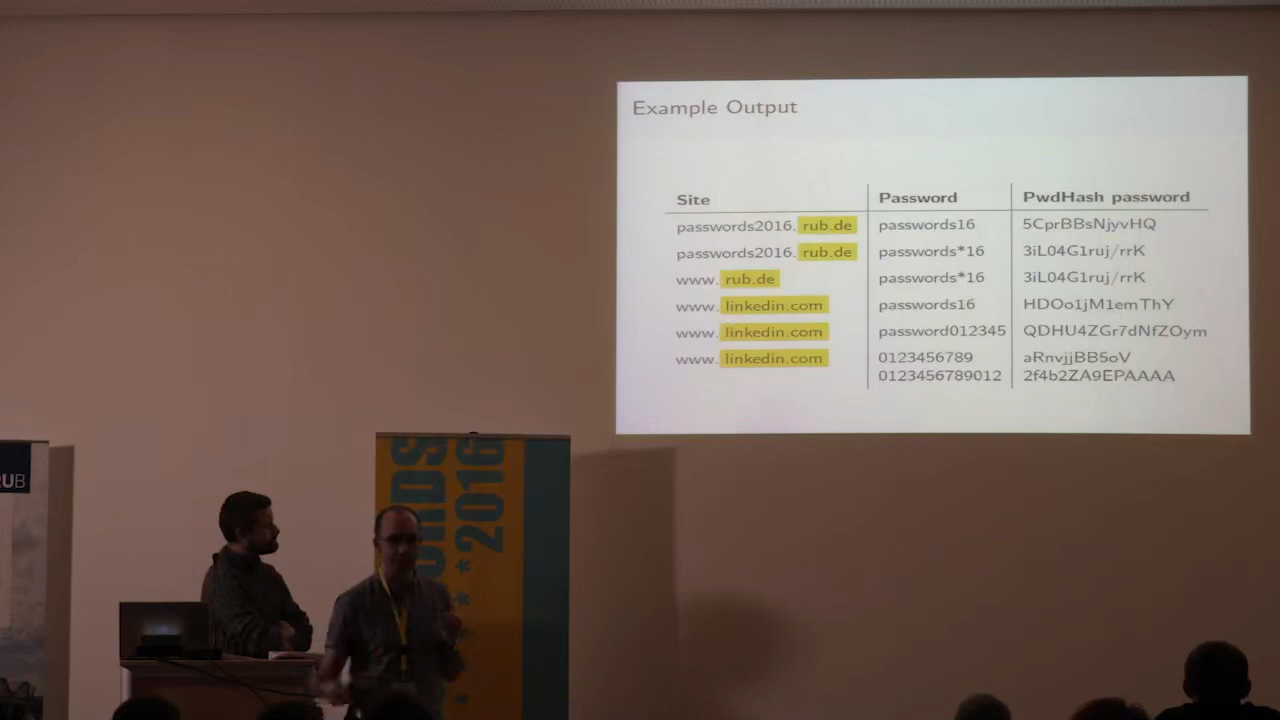 Example Output
Site Password PwdHash password
passwords2016.rub.de passwords16 5CprBBsNjyvHQ
passwords2016.rub.de passwords*16 3iL04G1ruj/rrK
www.rub.de passwords*16 3iL04G1ruj/rrK
www.linkedin.com passwords16 HDOo1jM1emThY
www.linkedin.com password012345 QDHU4ZGr7dNfZOym
www.linkedin.com 0123456789 aRnvjjBB5oV
0123456789012 2f4b2ZA9EPAAAA
RUB
ORDS
2016